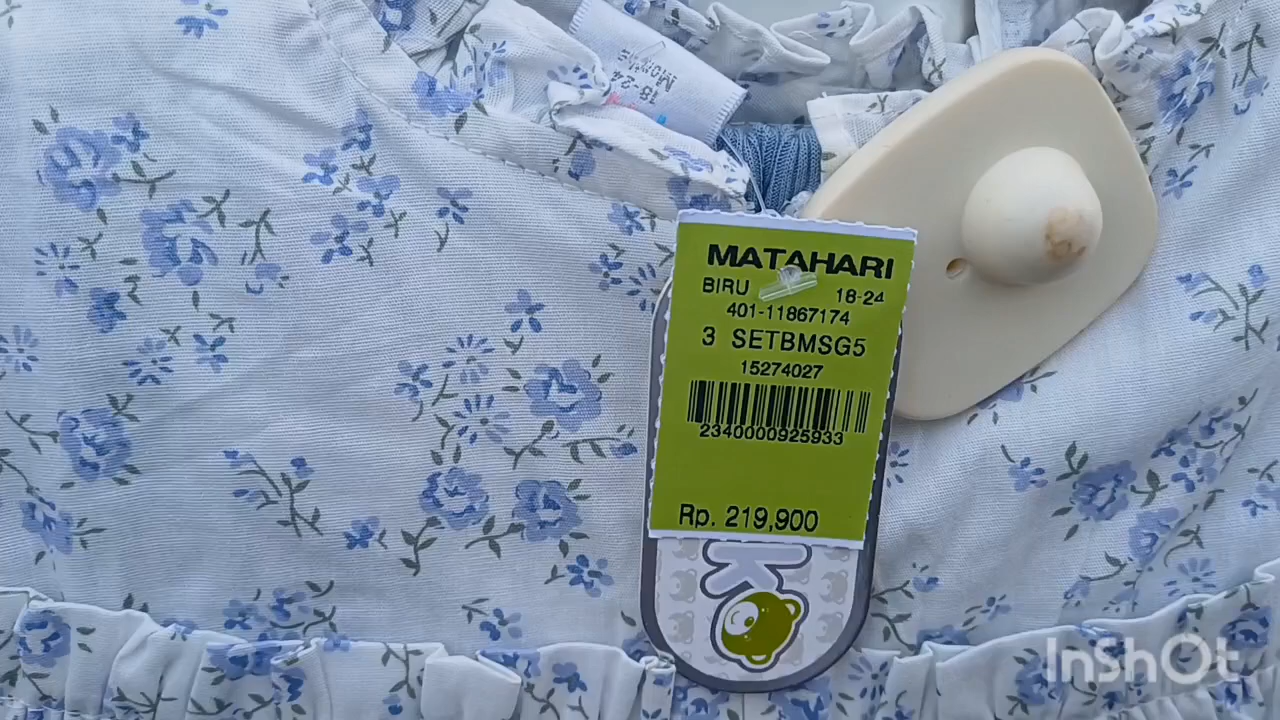 18-24
Months
MATAHARI
BIRU 18-24
401-11867174
3 SETBMSG5
15274027
2340000925933
Rp. 219,900
K
InShOt